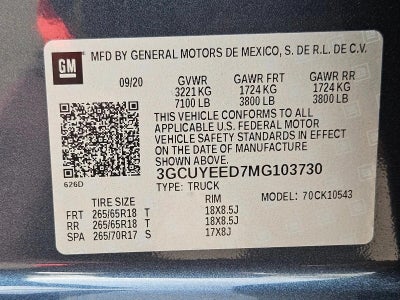 GM MFD BY GENERAL MOTORS DE MEXICO, S. DE R.L. DE C.V.
09/20 GVWR GAWR FRT GAWR RR
3221 KG 1724 KG 1724 KG
7100 LB 3800 LB 3800 LB
THIS VEHICLE CONFORMS TO ALL
APPLICABLE U.S. FEDERAL MOTOR
VEHICLE SAFETY STANDARDS IN EFFECT
ON THE DATE OF MANUFACTURE
SHOWN ABOVE.
3GCUYEED7MG103730
626D TYPE: TRUCK
MODEL: 70CK10543
TIRE SIZE RIM
FRT 265/65R18 T 18X8.5J
RR 265/65R18 T 18X8.5J
SPA 265/70R17 S 17X8J